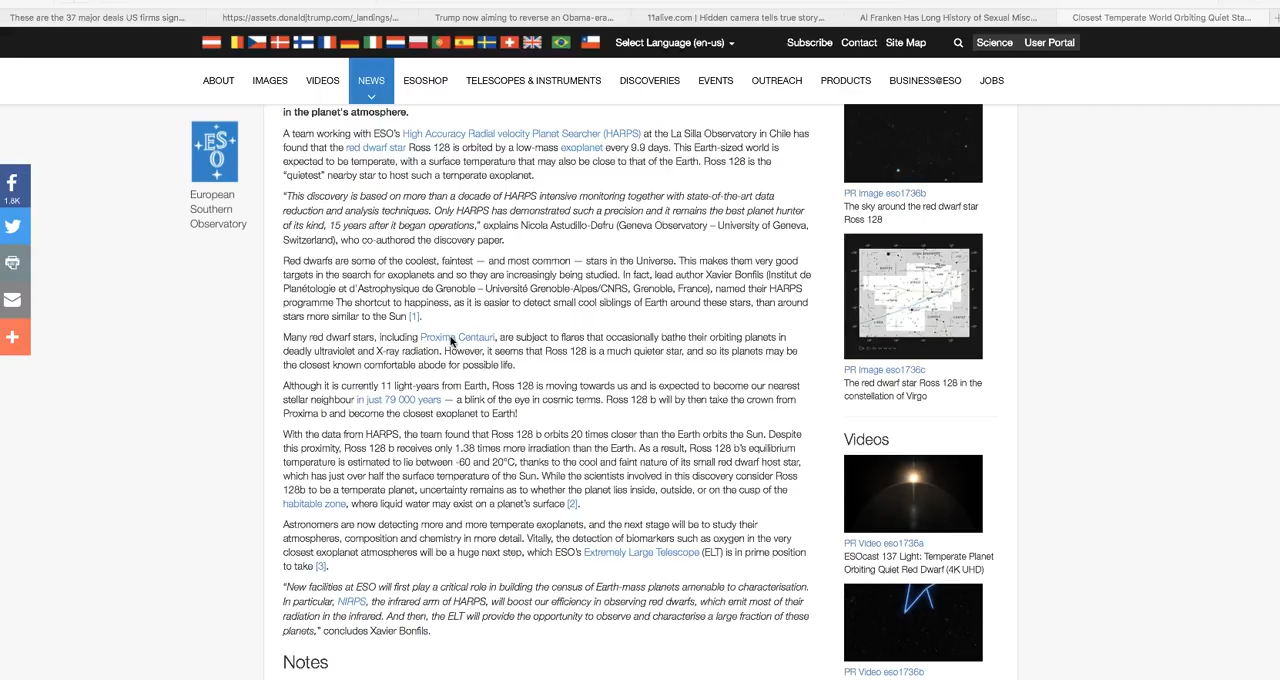 These are the 37 major deals US firms sign...
https://assets.donaldjtrump.com/_landings/...
Trump now aiming to reverse an Obama-era...
11alive.com | Hidden camera tells true story...
Al Franken Has Long History of Sexual Misc...
Closest Temperate World Orbiting Quiet Sta...
Select Language (en-us)
Subscribe Contact Site Map
Science User Portal
ABOUT IMAGES VIDEOS NEWS ESOSHOP TELESCOPES & INSTRUMENTS DISCOVERIES EVENTS OUTREACH PRODUCTS BUSINESS@ESO JOBS
ES
O
European
Southern
Observatory
1.8K
in the planet's atmosphere.
A team working with ESO's High Accuracy Radial velocity Planet Searcher (HARPS) at the La Silla Observatory in Chile has
found that the red dwarf star Ross 128 is orbited by a low-mass exoplanet every 9.9 days. This Earth-sized world is
expected to be temperate, with a surface temperature that may also be close to that of the Earth. Ross 128 is the
“quietest” nearby star to host such a temperate exoplanet.
“This discovery is based on more than a decade of HARPS intensive monitoring together with state-of-the-art data
reduction and analysis techniques. Only HARPS has demonstrated such a precision and it remains the best planet hunter
of its kind, 15 years after it began operations,” explains Nicola Astudillo-Defru (Geneva Observatory – University of Geneva,
Switzerland), who co-authored the discovery paper.
Red dwarfs are some of the coolest, faintest — and most common — stars in the Universe. This makes them very good
targets in the search for exoplanets and so they are increasingly being studied. In fact, lead author Xavier Bonfils (Institut de
Planétologie et d'Astrophysique de Grenoble – Université Grenoble-Alpes/CNRS, Grenoble, France), named their HARPS
programme The shortcut to happiness, as it is easier to detect small cool siblings of Earth around these stars, than around
stars more similar to the Sun [1].
Many red dwarf stars, including Proxima Centauri, are subject to flares that occasionally bathe their orbiting planets in
deadly ultraviolet and X-ray radiation. However, it seems that Ross 128 is a much quieter star, and so its planets may be
the closest known comfortable abode for possible life.
Although it is currently 11 light-years from Earth, Ross 128 is moving towards us and is expected to become our nearest
stellar neighbour in just 79 000 years — a blink of the eye in cosmic terms. Ross 128 b will by then take the crown from
Proxima b and become the closest exoplanet to Earth!
With the data from HARPS, the team found that Ross 128 b orbits 20 times closer than the Earth orbits the Sun. Despite
this proximity, Ross 128 b receives only 1.38 times more irradiation than the Earth. As a result, Ross 128 b's equilibrium
temperature is estimated to lie between -60 and 20°C, thanks to the cool and faint nature of its small red dwarf host star,
which has just over half the surface temperature of the Sun. While the scientists involved in this discovery consider Ross
128b to be a temperate planet, uncertainty remains as to whether the planet lies inside, outside, or on the cusp of the
habitable zone, where liquid water may exist on a planet's surface [2].
Astronomers are now detecting more and more temperate exoplanets, and the next stage will be to study their
atmospheres, composition and chemistry in more detail. Vitally, the detection of biomarkers such as oxygen in the very
closest exoplanet atmospheres will be a huge next step, which ESO's Extremely Large Telescope (ELT) is in prime position
to take [3].
“New facilities at ESO will first play a critical role in building the census of Earth-mass planets amenable to characterisation.
In particular, NIRPS, the infrared arm of HARPS, will boost our efficiency in observing red dwarfs, which emit most of their
radiation in the infrared. And then, the ELT will provide the opportunity to observe and characterise a large fraction of these
planets,” concludes Xavier Bonfils.
Notes
PR Image eso1736b
The sky around the red dwarf star
Ross 128
PR Image eso1736c
The red dwarf star Ross 128 in the
constellation of Virgo
Videos
PR Video eso1736a
ESOcast 137 Light: Temperate Planet
Orbiting Quiet Red Dwarf (4K UHD)
PR Video eso1736b